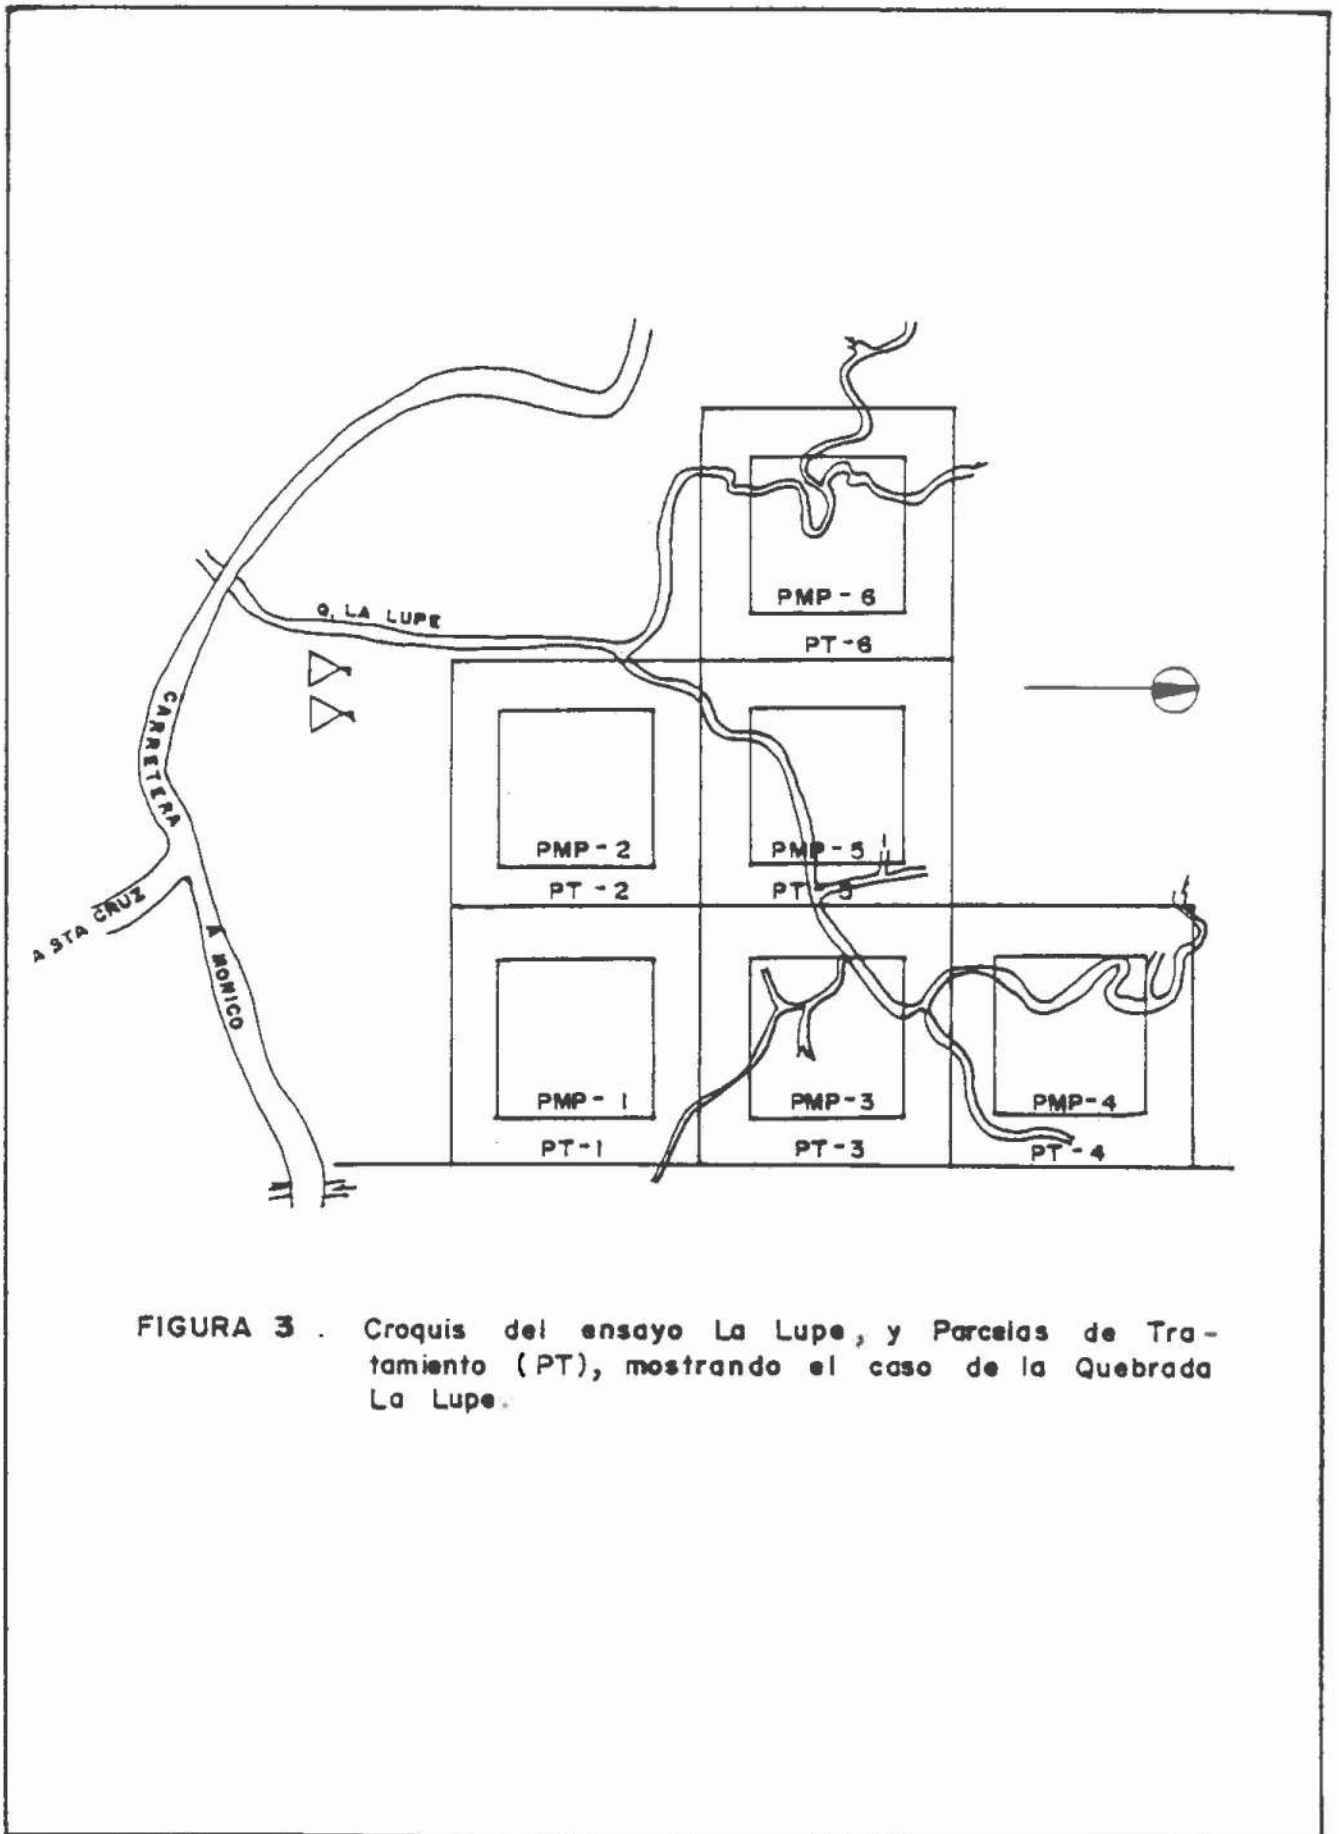 Q. LA LUPE
PMP - 6
PT - 6
CARRETERA
PMP - 2
PT - 2
PMP - 5
PT - 5
A STA CRUZ
A MONICO
PMP - 1
PT - 1
PMP - 3
PT - 3
PMP - 4
PT - 4
FIGURA 3 . Croquis del ensayo La Lupe, y Parcelas de Tra-
tamiento (PT), mostrando el caso de la Quebrada
La Lupe.